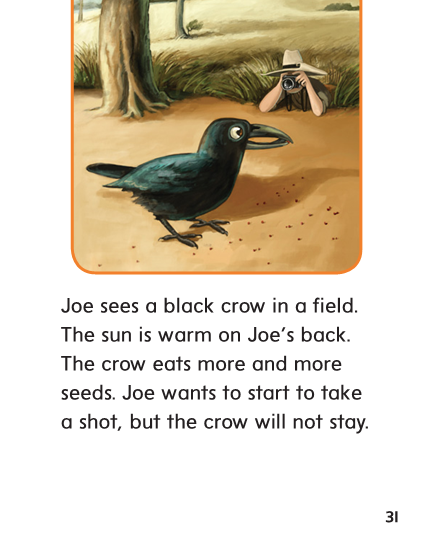 Joe sees a black crow in a field.
The sun is warm on Joe's back.
The crow eats more and more
seeds. Joe wants to start to take
a shot, but the crow will not stay.
31